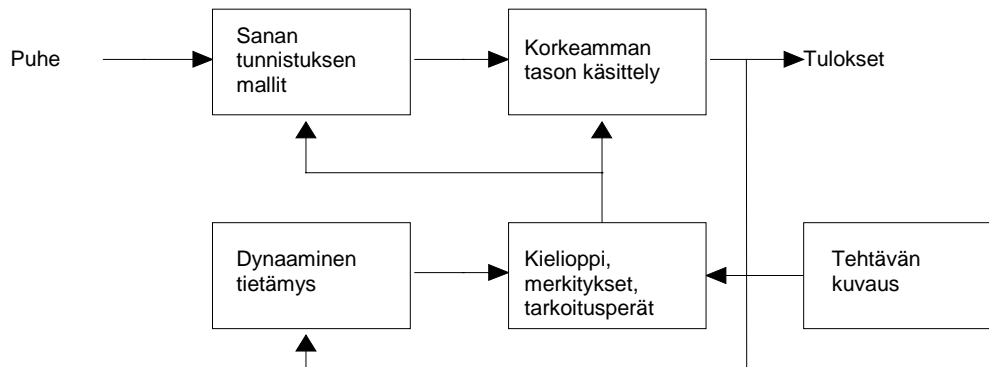 Puhe
Sanan
tunnistuksen
mallit
Korkeamman
tason käsittely
Tulokset
Dynaaminen
tietämys
Kielioppi,
merkitykset,
tarkoitusperät
Tehtävän
kuvaus